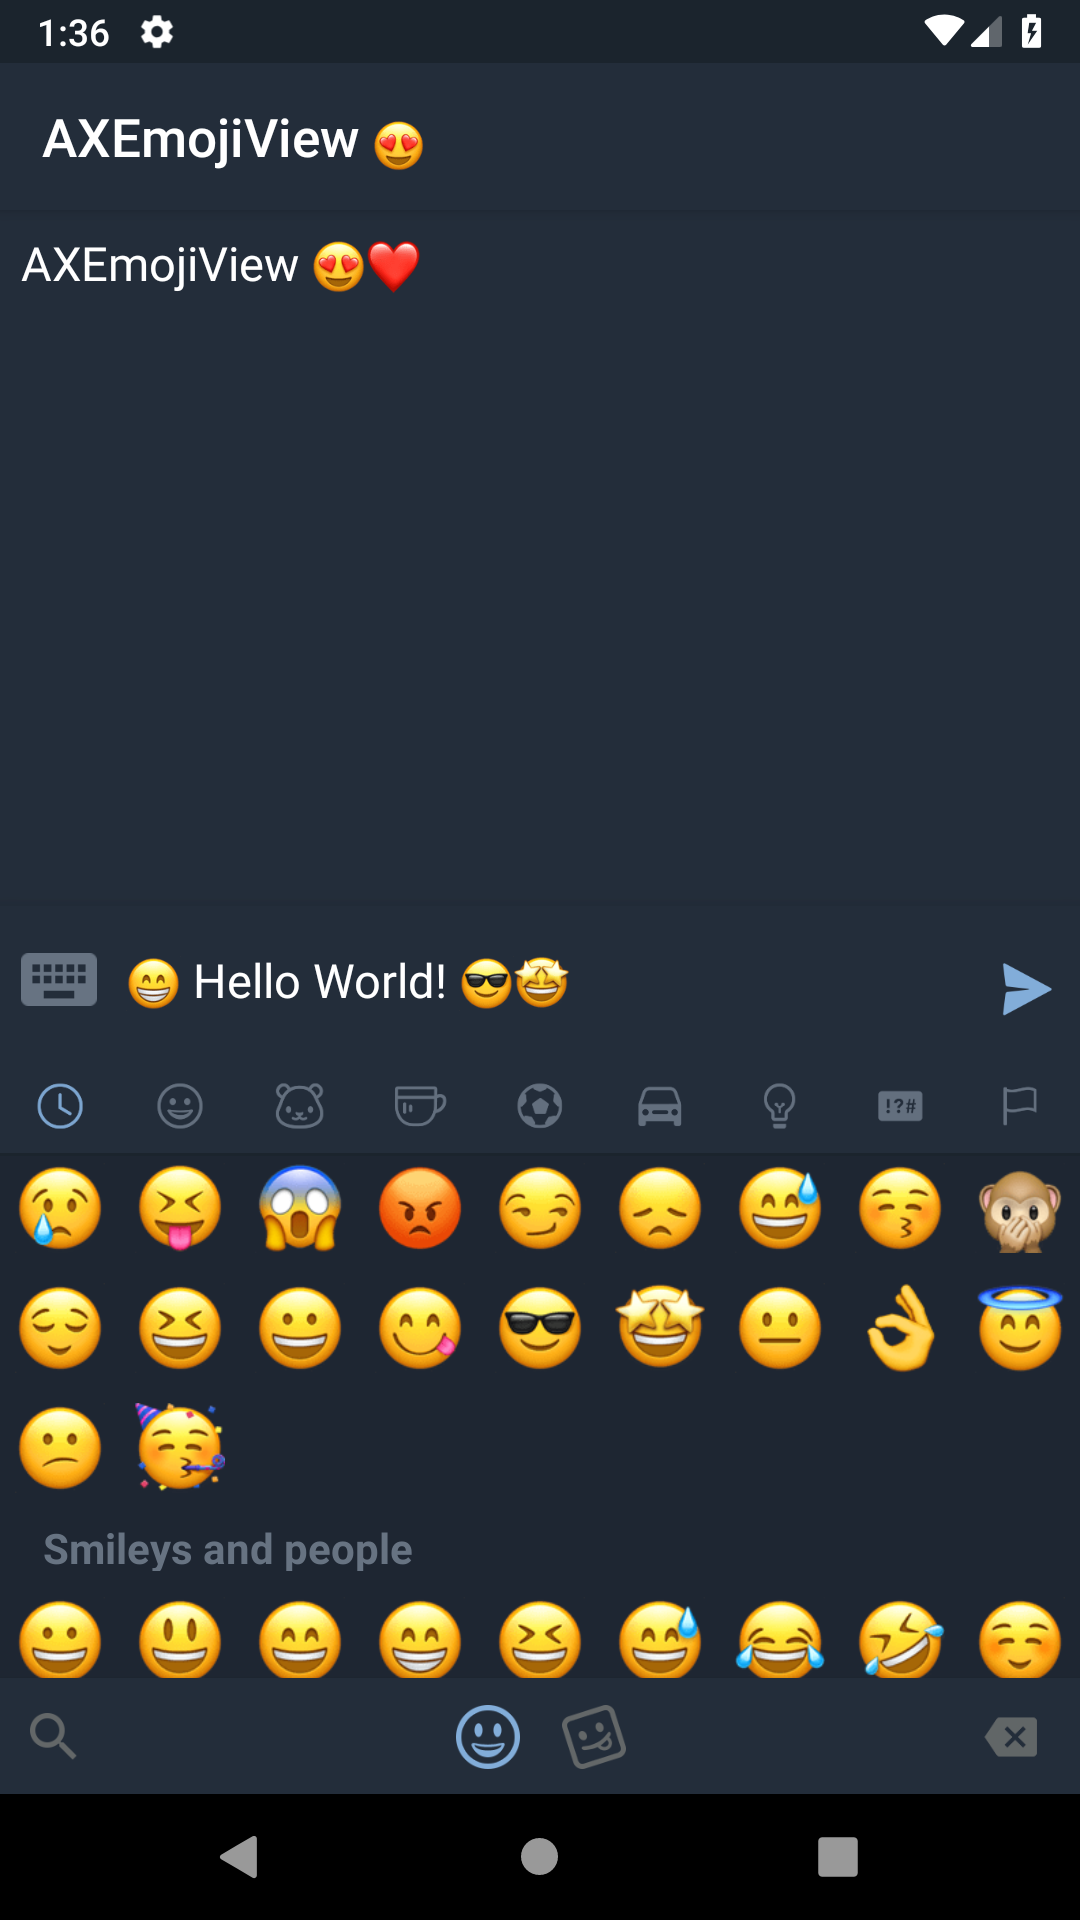 1:36
AXEmojiView 😍
AXEmojiView 😍❤️
😁 Hello World! 😎🤩
!?#
Smileys and people